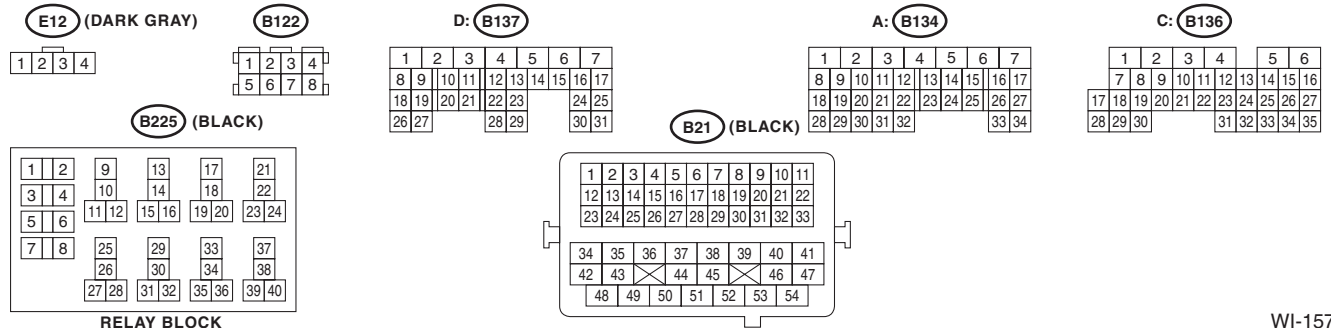 E12 (DARK GRAY)
1 2 3 4
B122
1 2 3 4
5 6 7 8
D: B137
1 2 3 4 5 6 7
8 9 10 11 12 13 14 15 16 17
18 19 20 21 22 23 24 25
26 27 28 29 30 31
A: B134
1 2 3 4 5 6 7
8 9 10 11 12 13 14 15 16 17
18 19 20 21 22 23 24 25 26 27
28 29 30 31 32 33 34
C: B136
1 2 3 4 5 6
7 8 9 10 11 12 13 14 15 16
17 18 19 20 21 22 23 24 25 26 27
28 29 30 31 32 33 34 35
B225 (BLACK)
1 2 9 13 17 21
3 4 10 14 18 22
5 6 11 12 15 16 19 20 23 24
7 8 25 29 33 37
26 30 34 38
27 28 31 32 35 36 39 40
RELAY BLOCK
B21 (BLACK)
1 2 3 4 5 6 7 8 9 10 11
12 13 14 15 16 17 18 19 20 21 22
23 24 25 26 27 28 29 30 31 32 33
34 35 36 37 38 39 40 41
42 43 44 45 46 47
48 49 50 51 52 53 54
WI-157